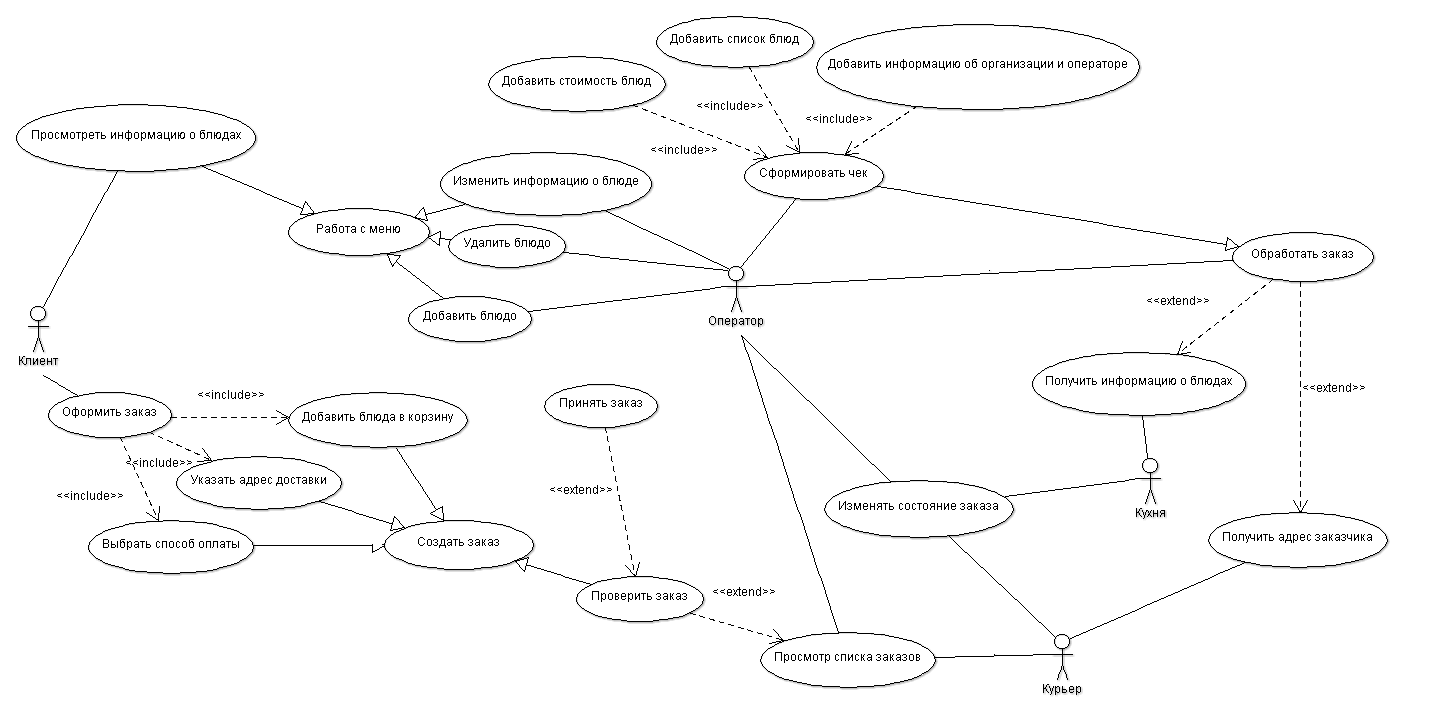 Добавить список блюд
Добавить информацию об организации и операторе
Добавить стоимость блюд
<<include>>
<<include>>
<<include>>
Просмотреть информацию о блюдах
Сформировать чек
Изменить информацию о блюде
Работа с меню
Удалить блюдо
Обработать заказ
Добавить блюдо
Оператор
<<extend>>
Клиент
Получить информацию о блюдах
<<extend>>
<<include>>
Оформить заказ
Добавить блюда в корзину
Принять заказ
<<include>>
Указать адрес доставки
<<include>>
<<extend>>
Изменять состояние заказа
Кухня
Выбрать способ оплаты
Создать заказ
Получить адрес заказчика
Проверить заказ
<<extend>>
Просмотр списка заказов
Курьер